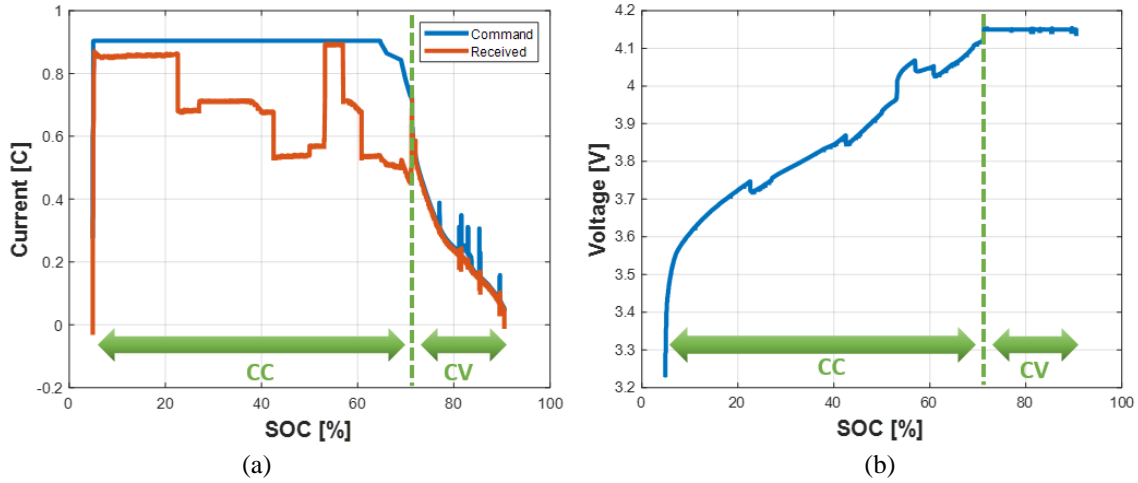 Current [C]
1
0.8
0.6
0.4
0.2
0
-0.2
Command
Received
CC
CV
0
20
40
60
80
100
SOC [%]
(a)
Voltage [V]
4.2
4.1
4
3.9
3.8
3.7
3.6
3.5
3.4
3.3
3.2
CC
CV
0
20
40
60
80
100
SOC [%]
(b)